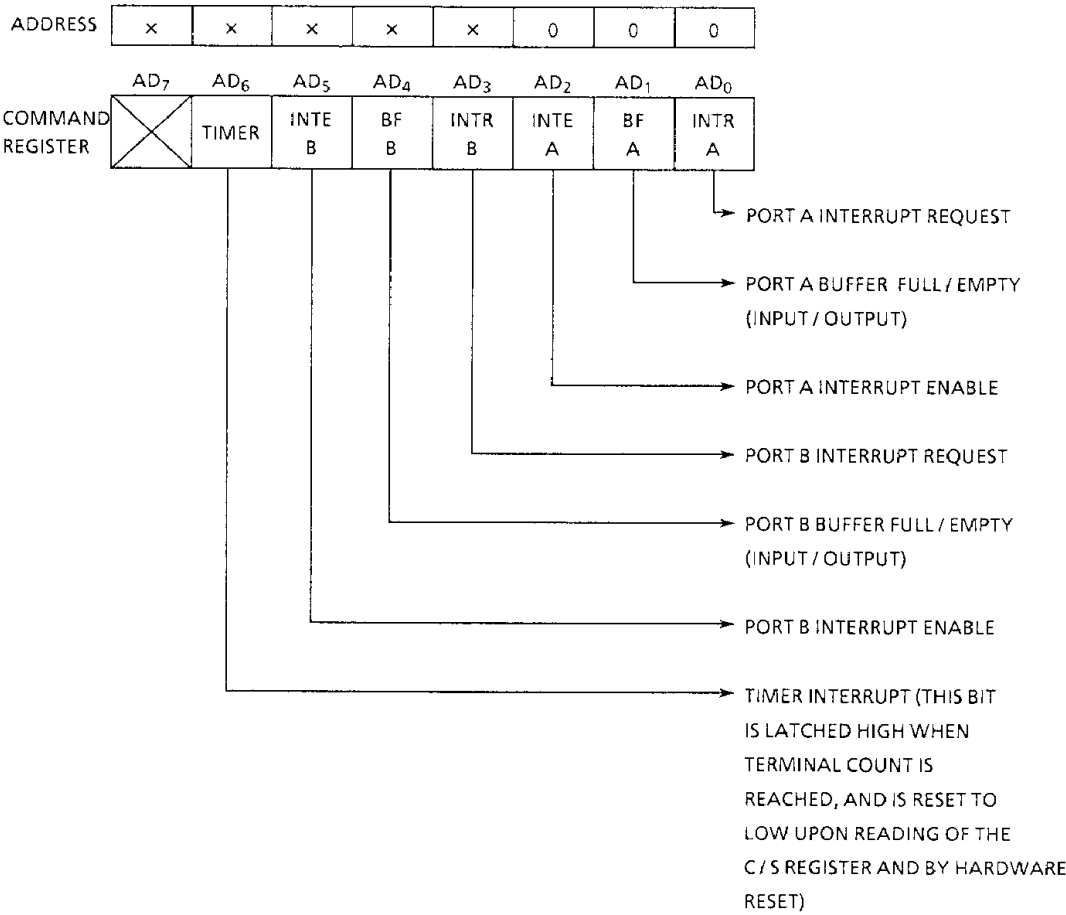 ADDRESS × × × × × 0 0 0
AD7 AD6 AD5 AD4 AD3 AD2 AD1 AD0
COMMAND REGISTER
TIMER
INTE B
BF B
INTR B
INTE A
BF A
INTR A
PORT A INTERRUPT REQUEST
PORT A BUFFER FULL / EMPTY
(INPUT / OUTPUT)
PORT A INTERRUPT ENABLE
PORT B INTERRUPT REQUEST
PORT B BUFFER FULL / EMPTY
(INPUT / OUTPUT)
PORT B INTERRUPT ENABLE
TIMER INTERRUPT (THIS BIT
IS LATCHED HIGH WHEN
TERMINAL COUNT IS
REACHED, AND IS RESET TO
LOW UPON READING OF THE
C / S REGISTER AND BY HARDWARE
RESET)